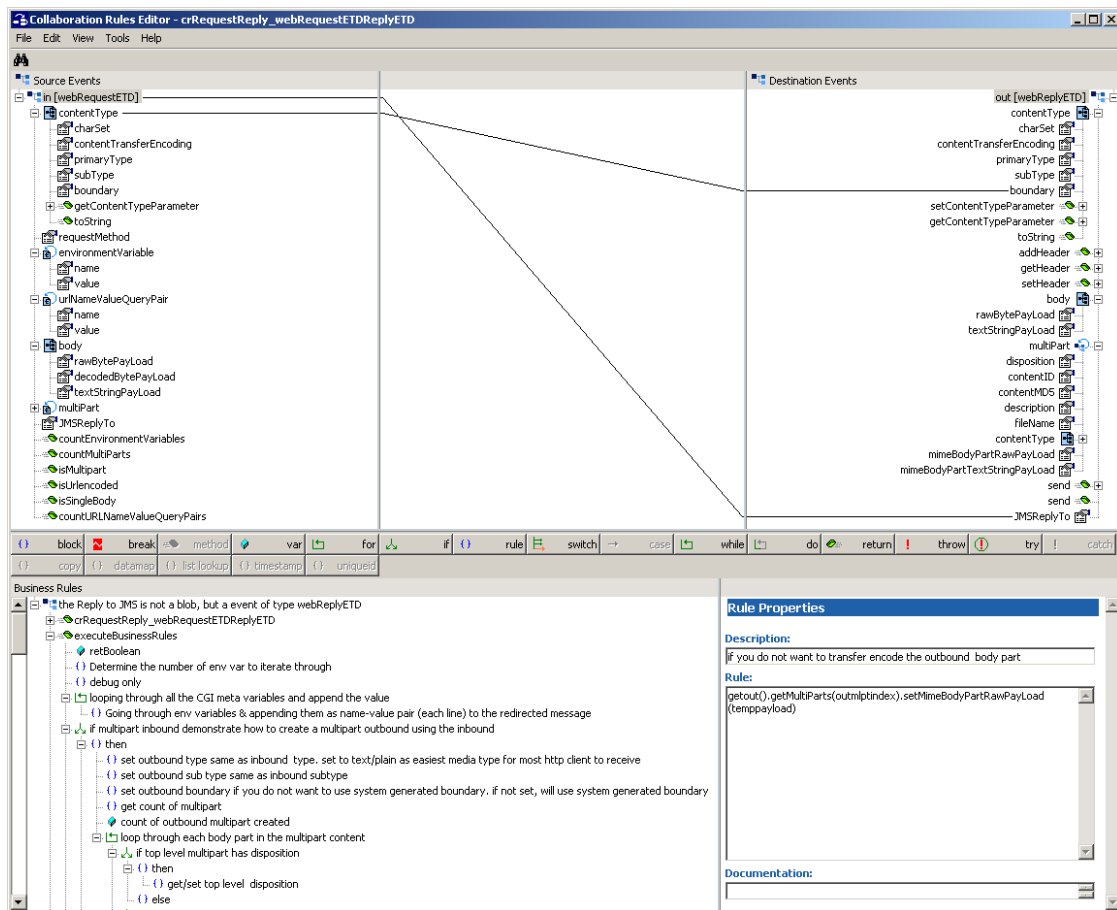 Collaboration Rules Editor - crRequestReply_webRequestETDReplyETD
File Edit View Tools Help
Source Events
in [webRequestETD]
contentType
charSet
contentTransferEncoding
primaryType
subType
boundary
getContentTypeParameter
toString
requestMethod
environmentVariable
name
value
urlNameValueQueryPair
name
value
body
rawBytePayLoad
decodedBytePayLoad
textStringPayLoad
multiPart
JMSReplyTo
countEnvironmentVariables
countMultiParts
isMultipart
isUrlencoded
isSingleBody
countURLNameValueQueryPairs
Destination Events
out [webReplyETD]
contentType
charSet
contentTransferEncoding
primaryType
subType
boundary
setContentTypeParameter
getContentTypeParameter
toString
addHeader
getHeader
setHeader
body
rawBytePayLoad
textStringPayLoad
multiPart
disposition
contentID
contentMD5
description
fileName
contentType
mimeBodyPartRawPayLoad
mimeBodyPartTextStringPayLoad
send
send
JMSReplyTo
{} block break method var for if {} rule switch case while do return ! throw try ! catch
{} copy {} datamap {} list lookup {} timestamp {} uniqueid
Business Rules
the Reply to JMS is not a blob, but a event of type webReplyETD
crRequestReply_webRequestETDReplyETD
executeBusinessRules
retBoolean
{} Determine the number of env var to iterate through
{} debug only
looping through all the CGI meta variables and append the value
{} Going through env variables & appending them as name-value pair (each line) to the redirected message
if multipart inbound demonstrate how to create a multipart outbound using the inbound
{} then
{} set outbound type same as inbound type. set to text/plain as easiest media type for most http client to receive
{} set outbound sub type same as inbound subtype
{} set outbound boundary if you do not want to use system generated boundary. if not set, will use system generated boundary
{} get count of multipart
count of outbound multipart created
loop through each body part in the multipart content
if top level multipart has disposition
{} then
{} get/set top level disposition
{} else
Rule Properties
Description:
if you do not want to transfer encode the outbound body part
Rule:
getout().getMultiParts(outmlptindex).setMimeBodyPartRawPayLoad
(temppayload)
Documentation: